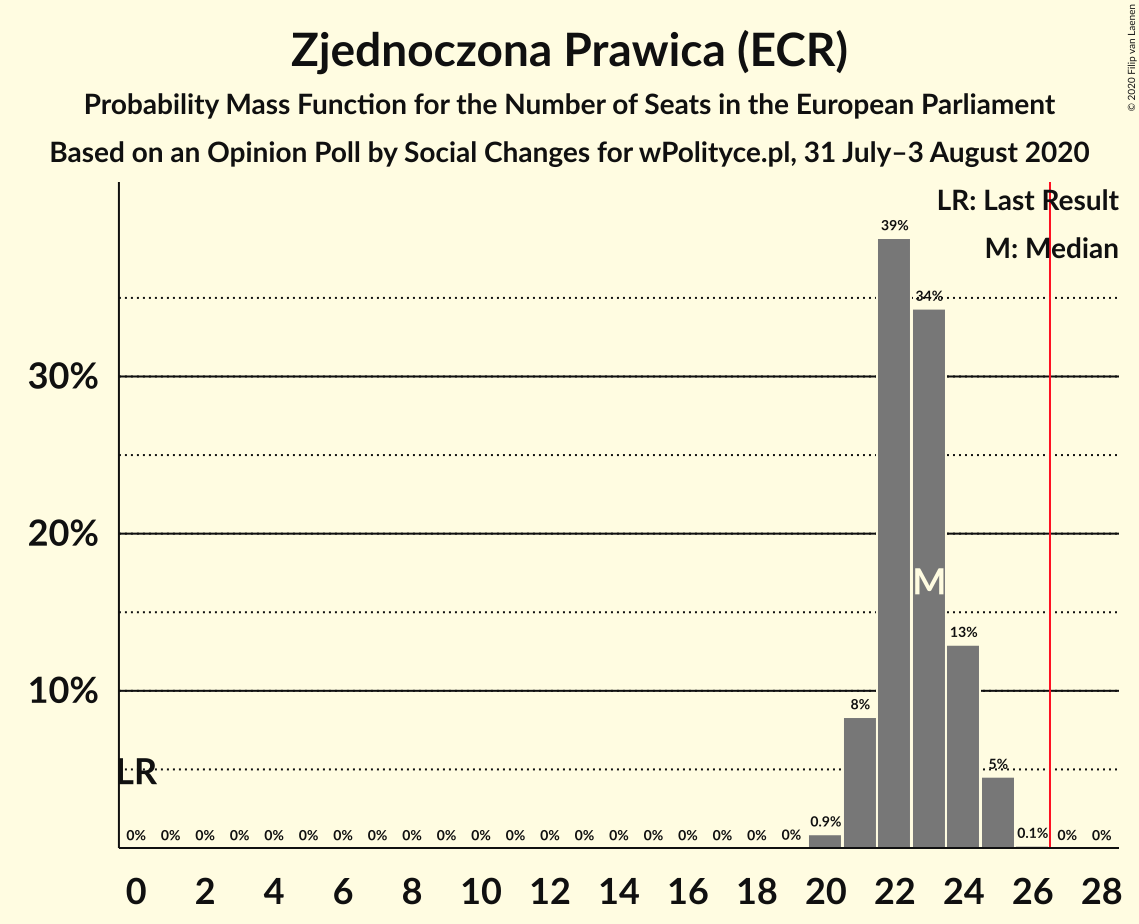 Zjednoczona Prawica (ECR)
Probability Mass Function for the Number of Seats in the European Parliament
Based on an Opinion Poll by Social Changes for wPolityce.pl, 31 July–3 August 2020
© 2020 Filip van Laenen
LR: Last Result
M: Median
39%
34%
30%
20%
M
13%
10%
8%
LR
5%
0% 0% 0% 0% 0% 0% 0% 0% 0% 0% 0% 0% 0% 0% 0% 0% 0% 0% 0% 0% 0.9% 0.1% 0% 0%
0 2 4 6 8 10 12 14 16 18 20 22 24 26 28